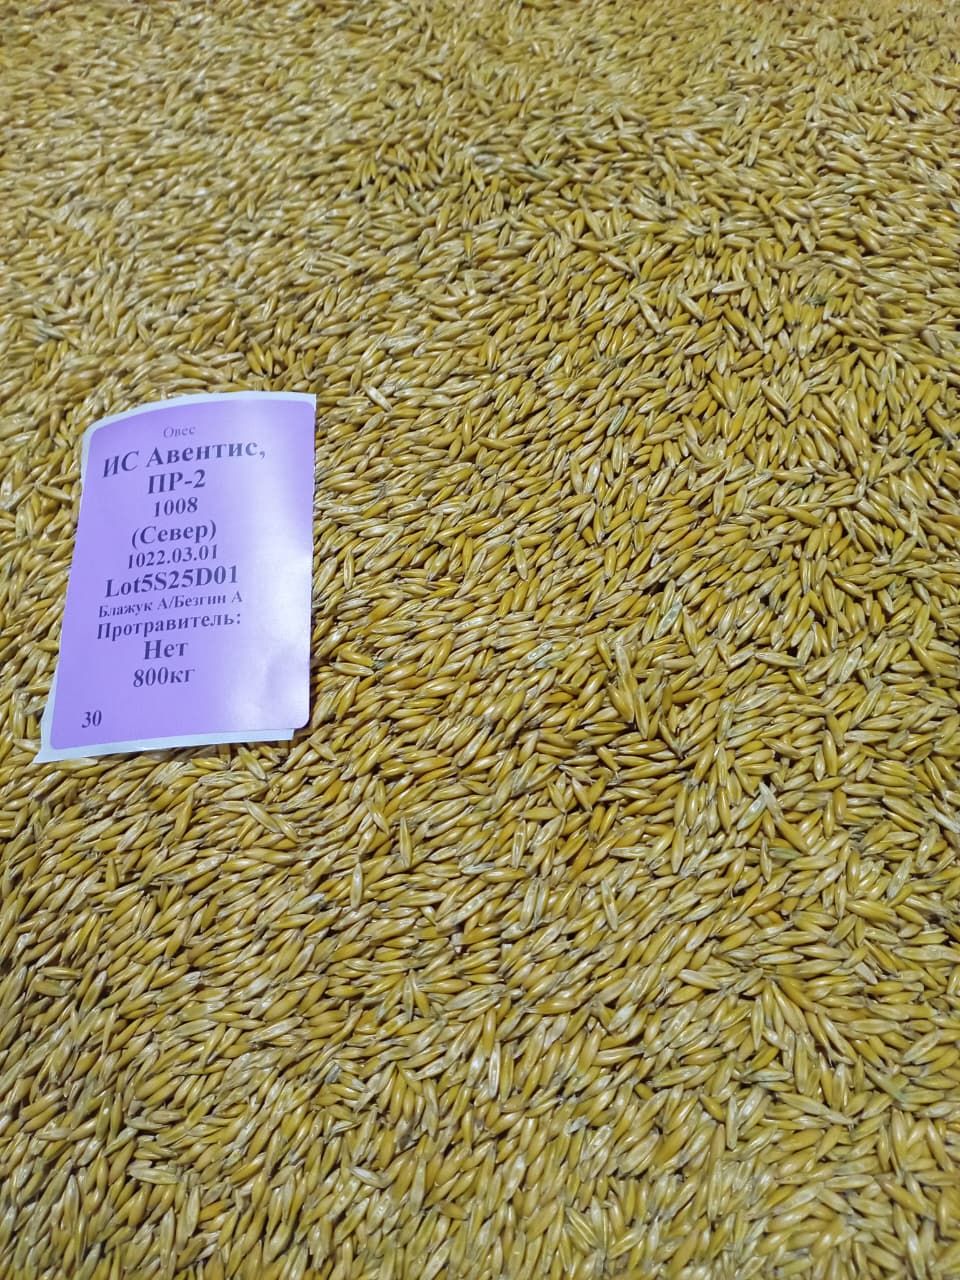 Овес
ИС Авентис,
ПР-2
1008
(Север)
1022.03.01
Lot5S25D01
Блажук А/Безгин А
Протравитель:
Нет
800кг
30